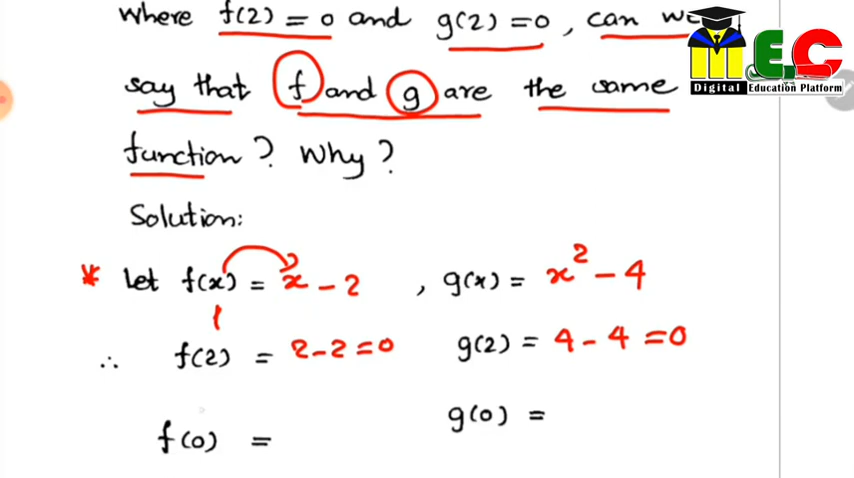 where f(2) = 0 and g(2) = 0, can we
say that f and g are the same
function? Why?
Solution:
* Let f(x) = x - 2 , g(x) = x² - 4
∴ f(2) = 2 - 2 = 0 g(2) = 4 - 4 = 0
f(0) = g(0) =
MEC
Digital Education Platform